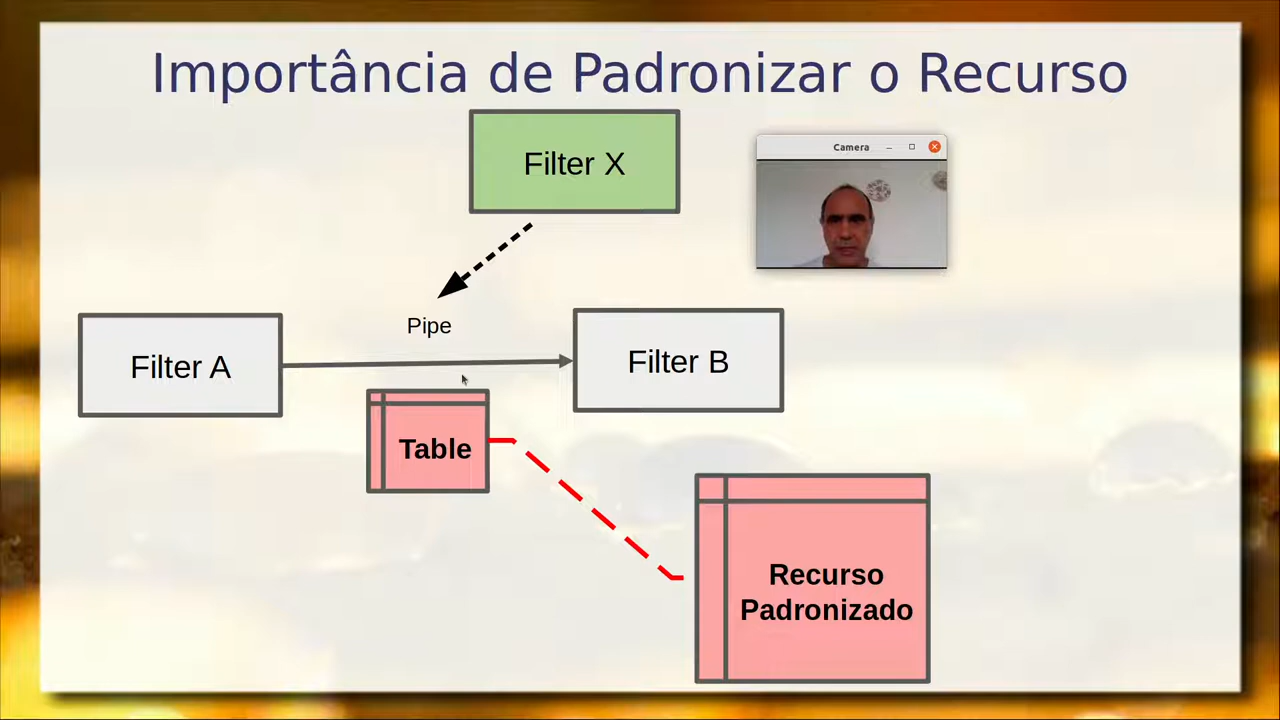 Importância de Padronizar o Recurso
Filter X
Camera
Pipe
Filter A
Filter B
Table
Recurso
Padronizado